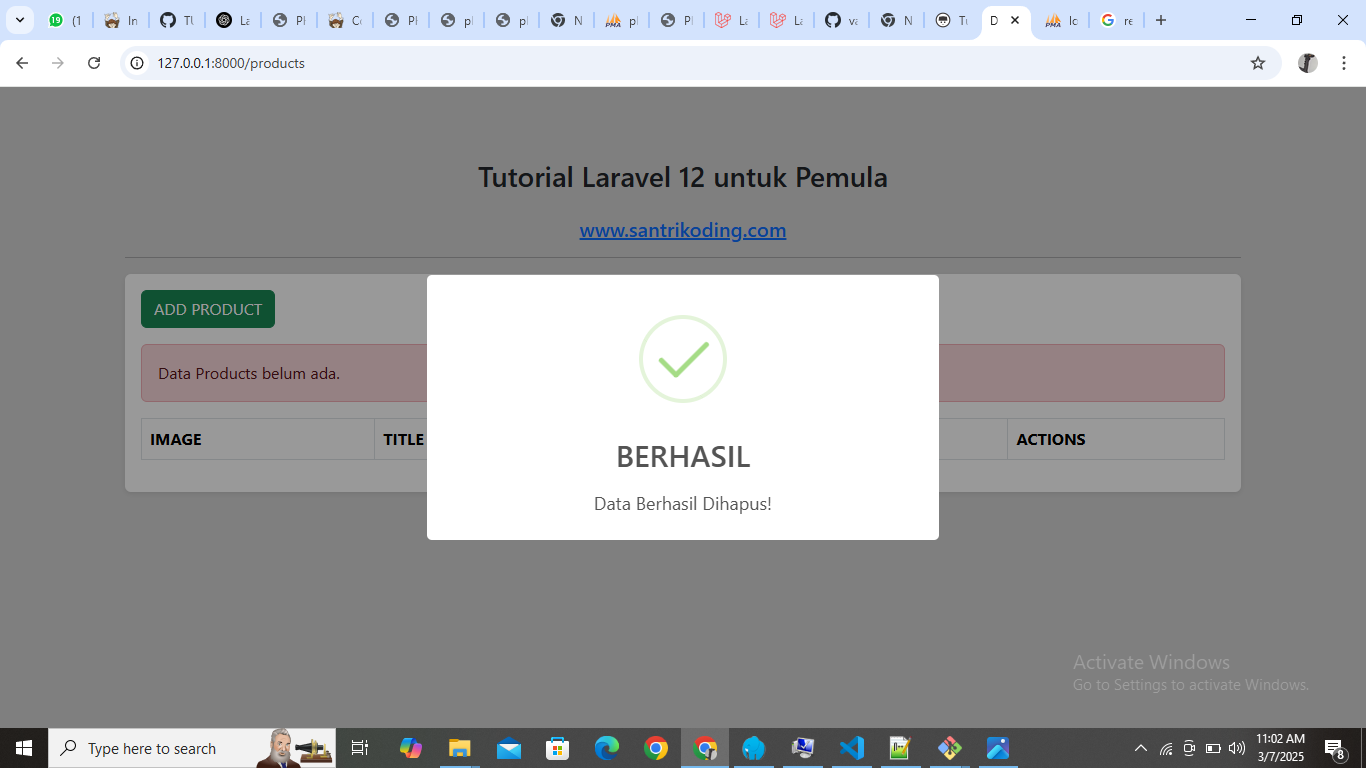 (1
In
TU
La
Pl
Co
Pl
pl
pl
N
pl
Pl
La
La
va
N
Tu
D
lo
re
127.0.0.1:8000/products
Tutorial Laravel 12 untuk Pemula
www.santrikoding.com
ADD PRODUCT
Data Products belum ada.
IMAGE TITLE ACTIONS
BERHASIL
Data Berhasil Dihapus!
Activate Windows
Go to Settings to activate Windows.
Type here to search
11:02 AM
3/7/2025
8